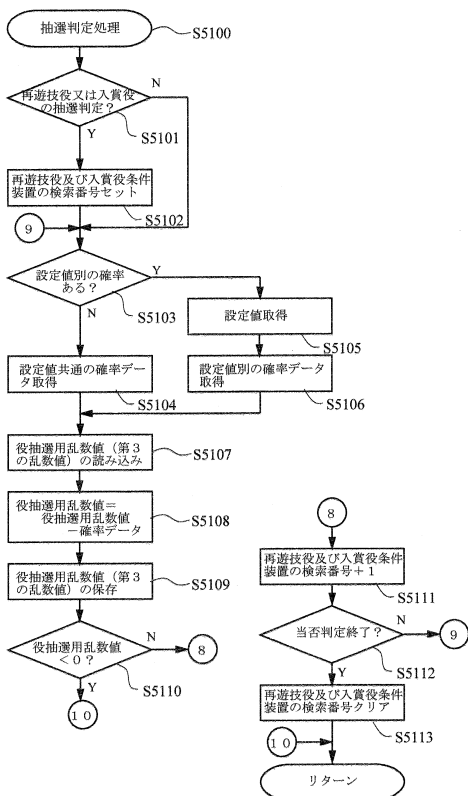 抽選判定処理
S5100
再遊技役又は入賞役
の抽選判定？
N
Y
S5101
再遊技役及び入賞役条件
装置の検索番号セット
S5102
９
設定値別の確率
ある？
Y
N
S5103
設定値取得
S5105
設定値共通の確率デー
タ取得
S5104
設定値別の確率データ
取得
S5106
役抽選用乱数値（第３
の乱数値）の読み込み
S5107
役抽選用乱数値＝
役抽選用乱数値
－確率データ
S5108
役抽選用乱数値（第３
の乱数値）の保存
S5109
役抽選用乱数値
＜０？
N
８
Y
S5110
１０
８
再遊技役及び入賞役条件
装置の検索番号＋１
S5111
当否判定終了？
N
９
Y
S5112
再遊技役及び入賞役条件
装置の検索番号クリア
S5113
１０
リターン